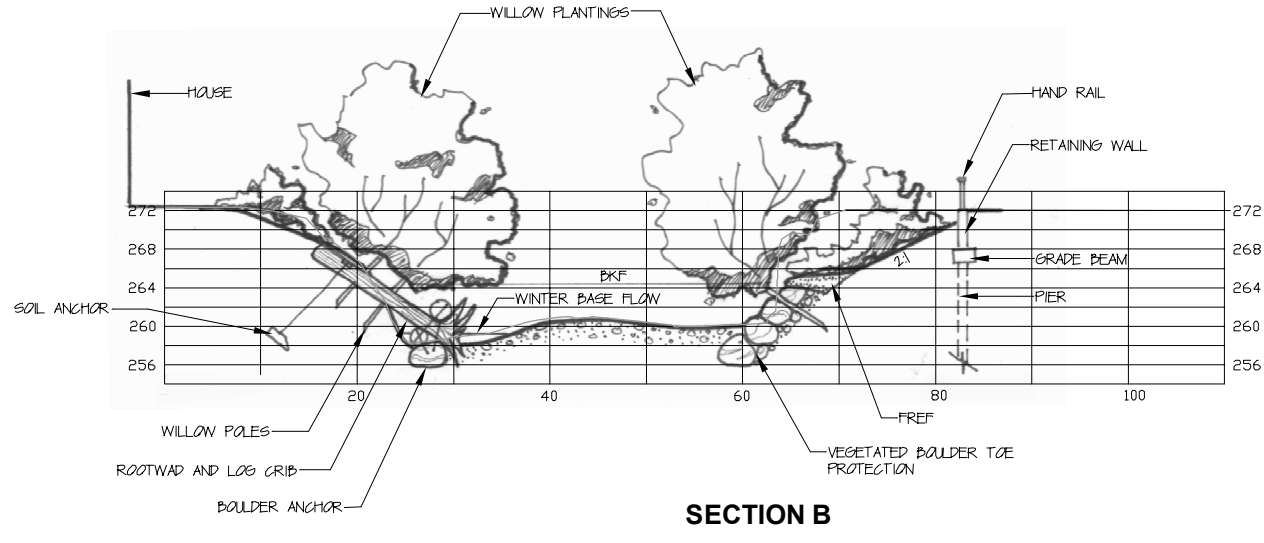 WILLOW PLANTINGS
HOUSE
HAND RAIL
RETAINING WALL
272
272
268
268
2:1
GRADE BEAM
BKF
264
264
WINTER BASE FLOW
PIER
SOIL ANCHOR
260
260
256
256
20
40
60
80
100
FREF
WILLOW POLES
VEGETATED BOULDER TOE
PROTECTION
ROOTWAD AND LOG CRIB
BOULDER ANCHOR
SECTION B